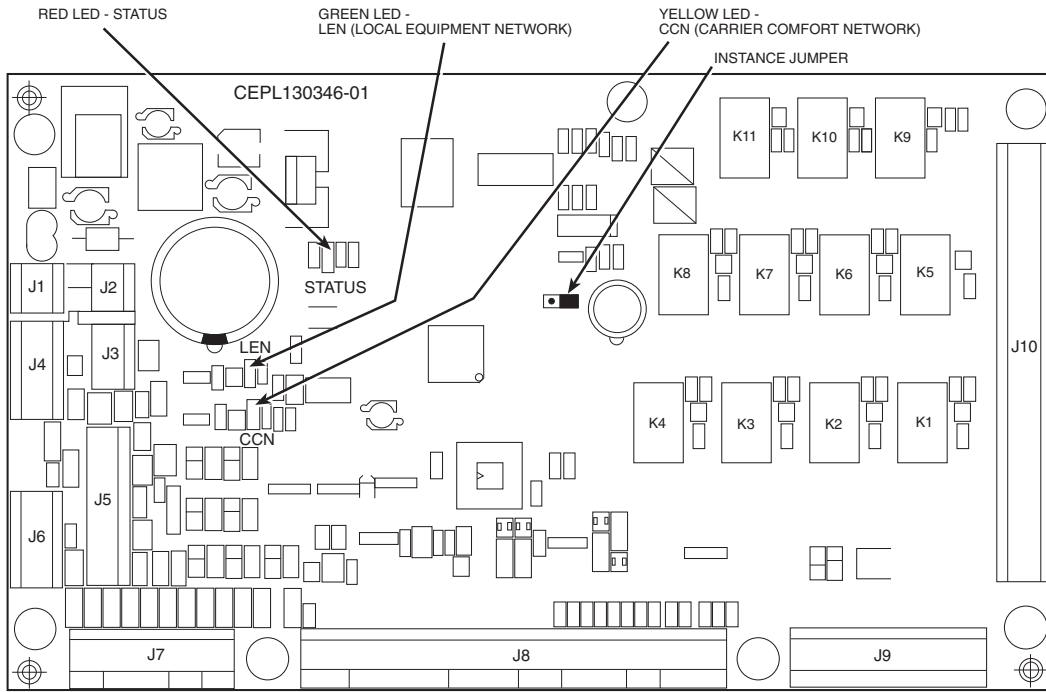 RED LED - STATUS
GREEN LED -
LEN (LOCAL EQUIPMENT NETWORK)
YELLOW LED -
CCN (CARRIER COMFORT NETWORK)
INSTANCE JUMPER
CEPL130346-01
K11
K10
K9
K8
K7
K6
K5
STATUS
J1
J2
J4
J3
LEN
J10
K4
K3
K2
K1
CCN
J5
J6
J7
J8
J9